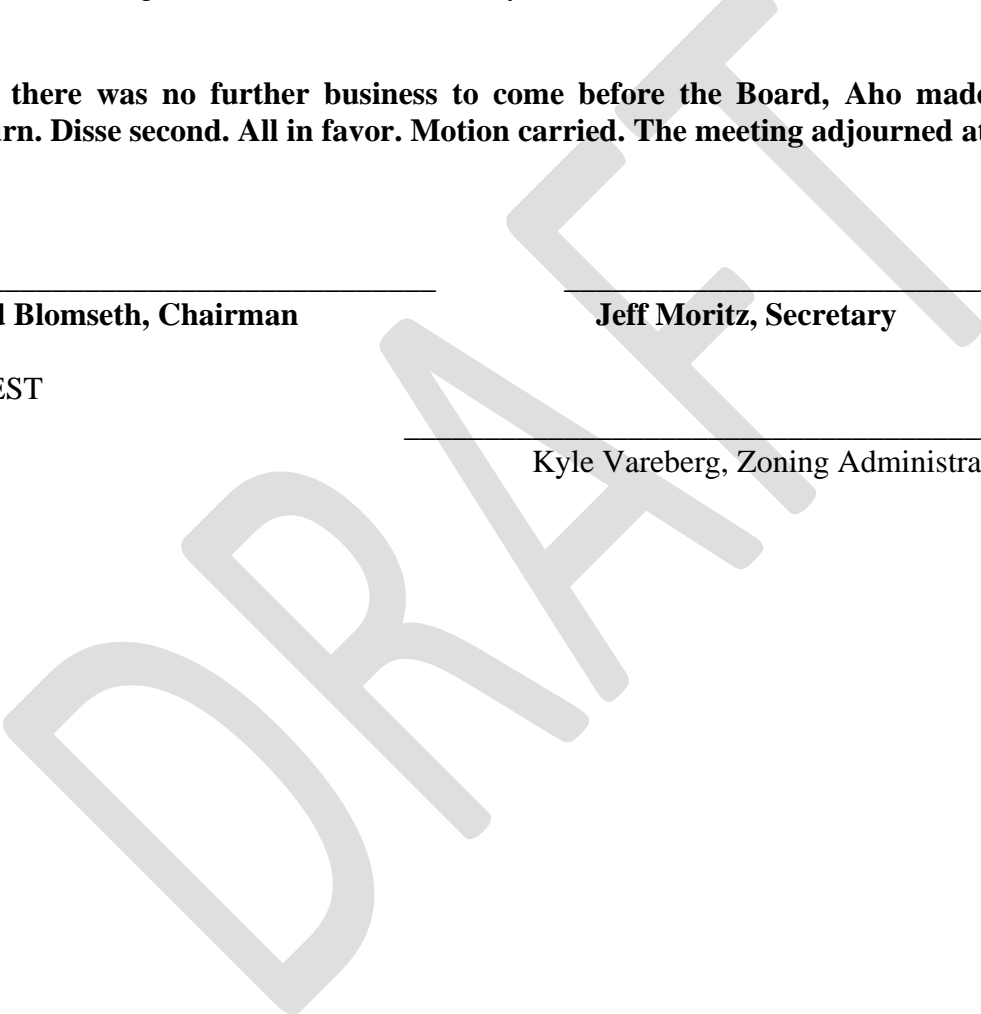 there was no further business to come before the Board, Aho made
urn. Disse second. All in favor. Motion carried. The meeting adjourned at
Blomseth, Chairman Jeff Moritz, Secretary
EST
Kyle Vareberg, Zoning Administra
DRAFT